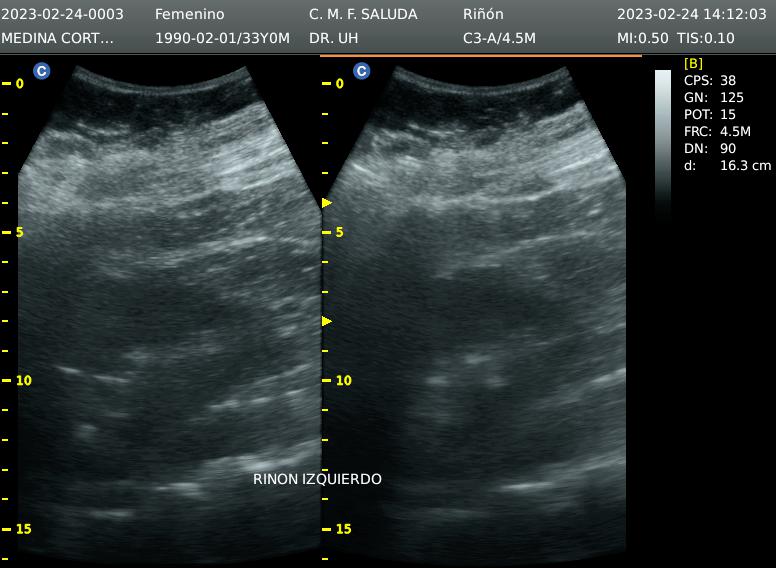 2023-02-24-0003 Femenino C. M. F. SALUDA Riñón 2023-02-24 14:12:03
MEDINA CORT... 1990-02-01/33Y0M DR. UH C3-A/4.5M MI:0.50 TIS:0.10
C
C
[B]
CPS: 38
GN: 125
POT: 15
FRC: 4.5M
DN: 90
d: 16.3 cm
0
5
10
15
0
5
10
15
RINON IZQUIERDO